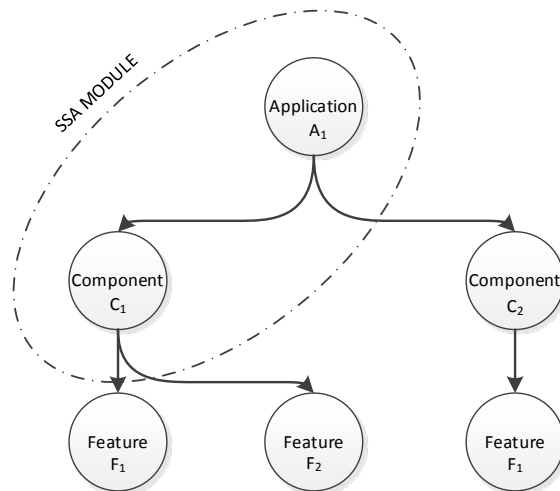 SSA MODULE
Application
A₁
Component
C₁
Component
C₂
Feature
F₁
Feature
F₂
Feature
F₁